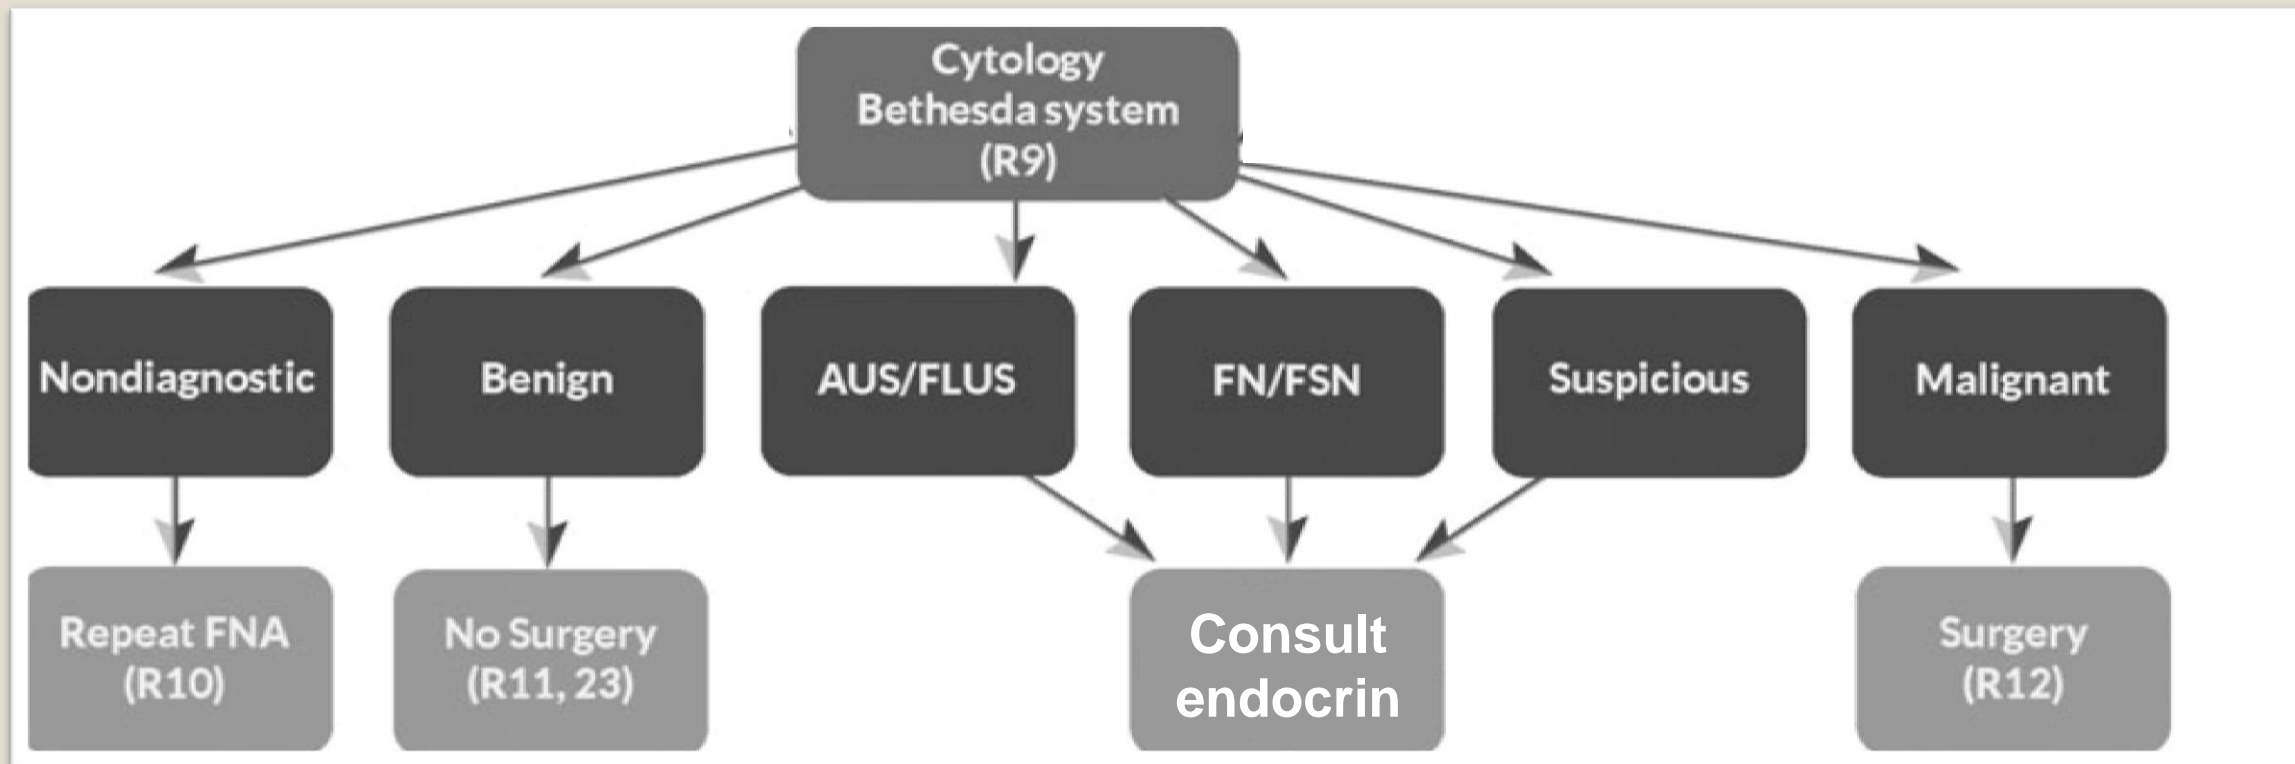 Cytology
Bethesda system
(R9)
Nondiagnostic
Benign
AUS/FLUS
FN/FSN
Suspicious
Malignant
Repeat FNA
(R10)
No Surgery
(R11, 23)
Consult
endocrin
Surgery
(R12)